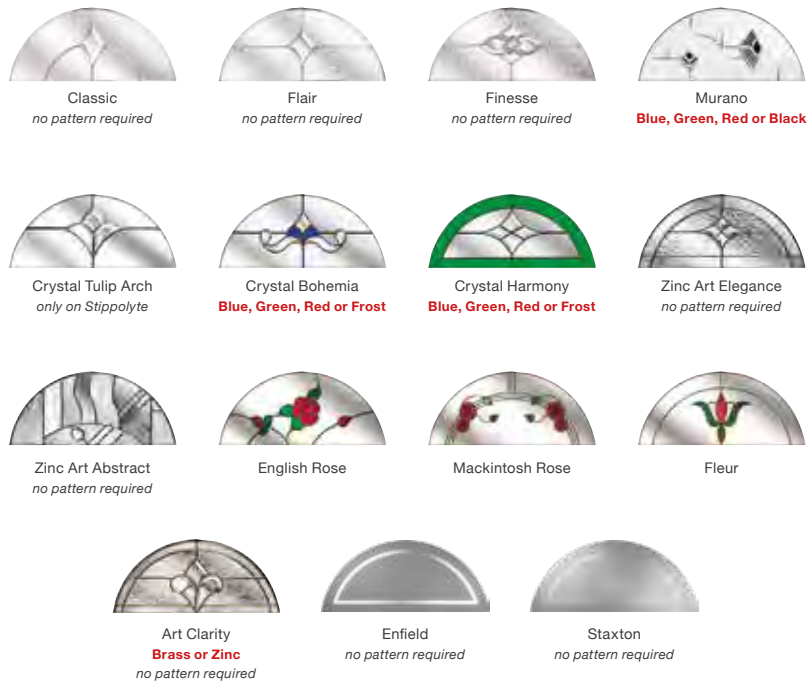 Classic
no pattern required
Flair
no pattern required
Finesse
no pattern required
Murano
Blue, Green, Red or Black
Crystal Tulip Arch
only on Stippolyte
Crystal Bohemia
Blue, Green, Red or Frost
Crystal Harmony
Blue, Green, Red or Frost
Zinc Art Elegance
no pattern required
Zinc Art Abstract
no pattern required
English Rose
Mackintosh Rose
Fleur
Art Clarity
Brass or Zinc
no pattern required
Enfield
no pattern required
Staxton
no pattern required